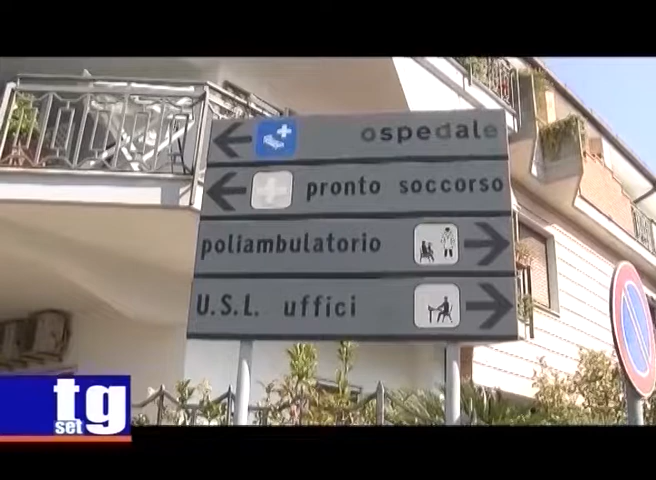 ospedale
pronto soccorso
poliambulatorio
U.S.L. uffici
tg
set